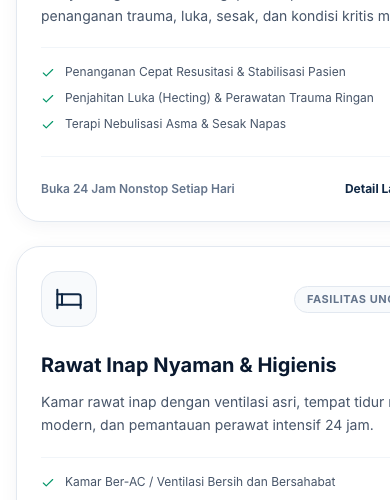 penanganan trauma, luka, sesak, dan kondisi kritis
Penanganan Cepat Resusitasi & Stabilisasi Pasien
Penjahitan Luka (Hecting) & Perawatan Trauma Ringan
Terapi Nebulisasi Asma & Sesak Napas
Buka 24 Jam Nonstop Setiap Hari
Detail
FASILITAS
Rawat Inap Nyaman & Higienis
Kamar rawat inap dengan ventilasi asri, tempat tidur
modern, dan pemantauan perawat intensif 24 jam.
Kamar Ber-AC / Ventilasi Bersih dan Bersahabat